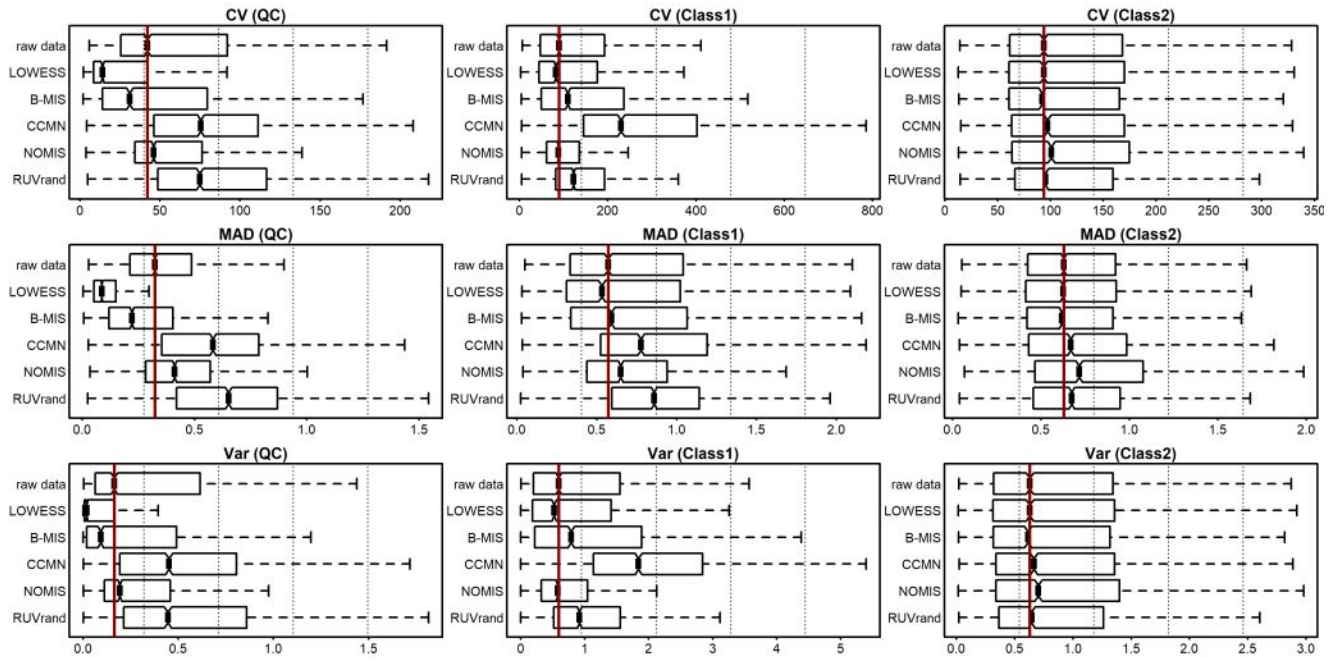 CV (QC)
raw data
LOWESS
B-MIS
CCMN
NOMIS
RUVrand
0 50 100 150 200
CV (Class1)
raw data
LOWESS
B-MIS
CCMN
NOMIS
RUVrand
0 200 400 600 800
CV (Class2)
raw data
LOWESS
B-MIS
CCMN
NOMIS
RUVrand
0 50 100 150 200 250 300 350
MAD (QC)
raw data
LOWESS
B-MIS
CCMN
NOMIS
RUVrand
0.0 0.5 1.0 1.5
MAD (Class1)
raw data
LOWESS
B-MIS
CCMN
NOMIS
RUVrand
0.0 0.5 1.0 1.5 2.0
MAD (Class2)
raw data
LOWESS
B-MIS
CCMN
NOMIS
RUVrand
0.0 0.5 1.0 1.5 2.0
Var (QC)
raw data
LOWESS
B-MIS
CCMN
NOMIS
RUVrand
0.0 0.5 1.0 1.5
Var (Class1)
raw data
LOWESS
B-MIS
CCMN
NOMIS
RUVrand
0 1 2 3 4 5
Var (Class2)
raw data
LOWESS
B-MIS
CCMN
NOMIS
RUVrand
0.0 0.5 1.0 1.5 2.0 2.5 3.0